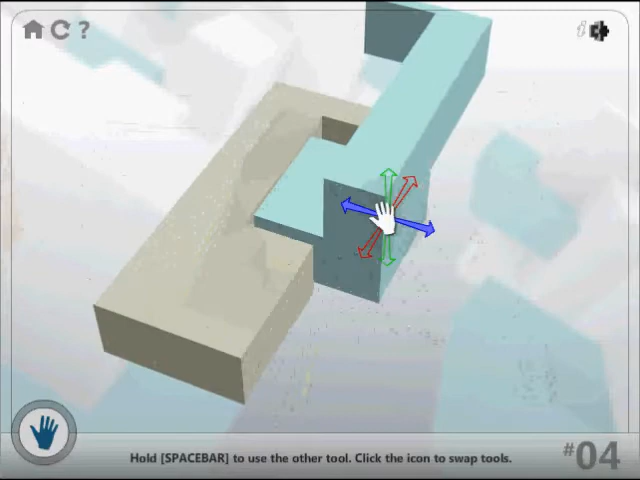 ?
i
Hold [SPACEBAR] to use the other tool. Click the icon to swap tools.
#04